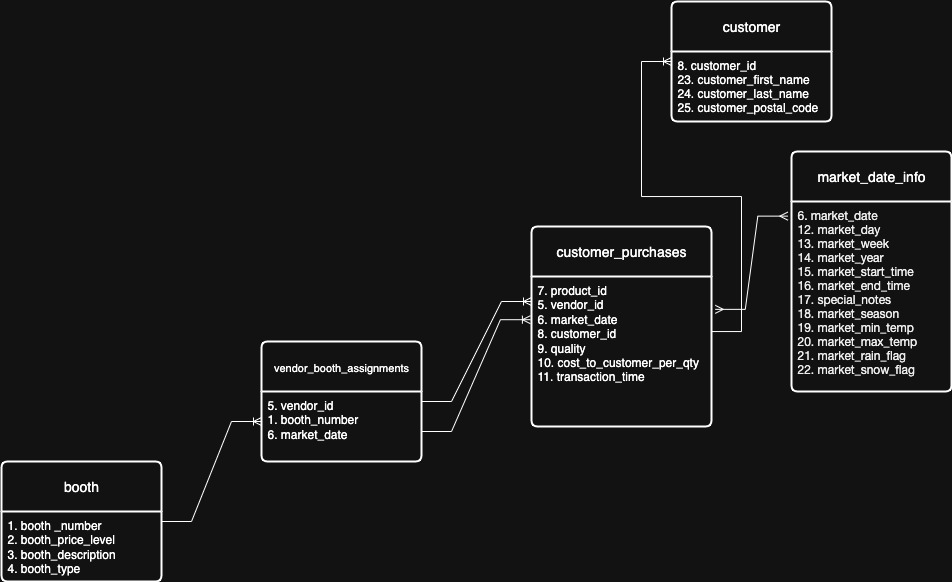 customer
8. customer_id
23. customer_first_name
24. customer_last_name
25. customer_postal_code
market_date_info
6. market_date
12. market_day
13. market_week
14. market_year
15. market_start_time
16. market_end_time
17. special_notes
18. market_season
19. market_min_temp
20. market_max_temp
21. market_rain_flag
22. market_snow_flag
customer_purchases
7. product_id
5. vendor_id
6. market_date
8. customer_id
9. quality
10. cost_to_customer_per_qty
11. transaction_time
vendor_booth_assignments
5. vendor_id
1. booth_number
6. market_date
booth
1. booth _number
2. booth_price_level
3. booth_description
4. booth_type